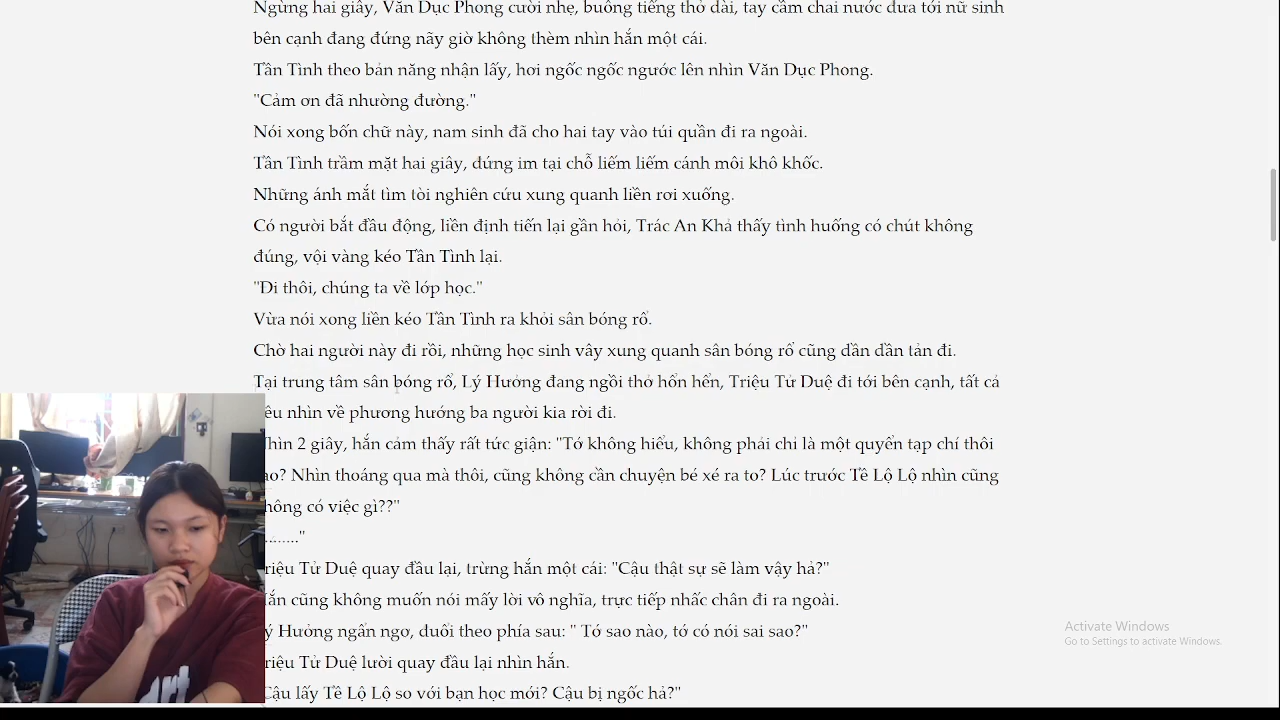 Ngừng hai giây, Văn Dục Phong cười nhẹ, buông tiếng thở dài, tay cầm chai nước đưa tới nữ sinh
bên cạnh đang đứng nãy giờ không thèm nhìn hắn một cái.
Tần Tình theo bản năng nhận lấy, hơi ngốc ngốc ngước lên nhìn Văn Dục Phong.
"Cảm ơn đã nhường đường."
Nói xong bốn chữ này, nam sinh đã cho hai tay vào túi quần đi ra ngoài.
Tần Tình trầm mặt hai giây, đứng im tại chỗ liếm liếm cánh môi khô khốc.
Những ánh mắt tìm tòi nghiên cứu xung quanh liền rơi xuống.
Có người bắt đầu động, liền định tiến lại gần hỏi, Trác An Khả thấy tình huống có chút không
đúng, vội vàng kéo Tần Tình lại.
"Đi thôi, chúng ta về lớp học."
Vừa nói xong liền kéo Tần Tình ra khỏi sân bóng rổ.
Chờ hai người này đi rồi, những học sinh vây xung quanh sân bóng rổ cũng dần dần tản đi.
Tại trung tâm sân bóng rổ, Lý Hưởng đang ngồi thở hổn hển, Triệu Tử Duệ đi tới bên cạnh, tất cả
nhìn về phương hướng ba người kia rời đi.
2 giây, hắn cảm thấy rất tức giận: "Tớ không hiểu, không phải chỉ là một quyển tạp chí thôi
Nhìn thoáng qua mà thôi, cũng không cần chuyện bé xé ra to? Lúc trước Tề Lộ Lộ nhìn cũng
có việc gì??"
........"
Tử Duệ quay đầu lại, trừng hắn một cái: "Cậu thật sự sẽ làm vậy hả?"
cũng không muốn nói mấy lời vô nghĩa, trực tiếp nhấc chân đi ra ngoài.
Hưởng ngẩn ngơ, đuổi theo phía sau: " Tớ sao nào, tớ có nói sai sao?"
Tử Duệ lười quay đầu lại nhìn hắn.
Cậu lấy Tề Lộ Lộ so với bạn học mới? Cậu bị ngốc hả?"
Activate Windows
Go to Settings to activate Windows.